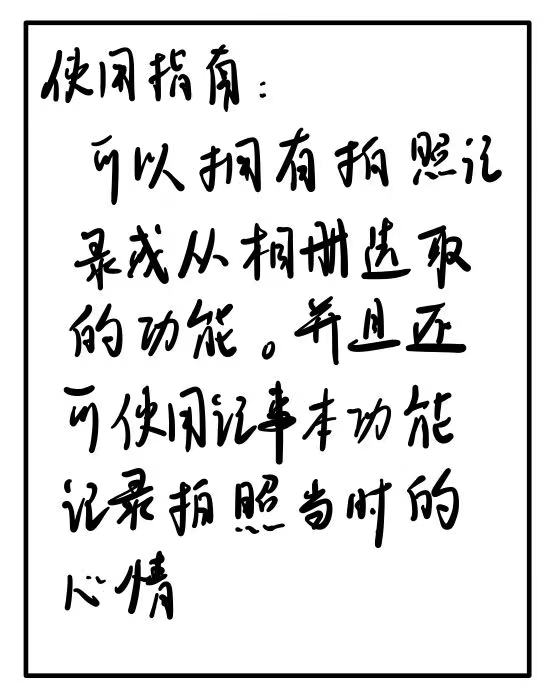 使用指南：
可以拥有拍照记
录或从相册选取
的功能。并且还
可使用记事本功能
记录拍照当时的
心情